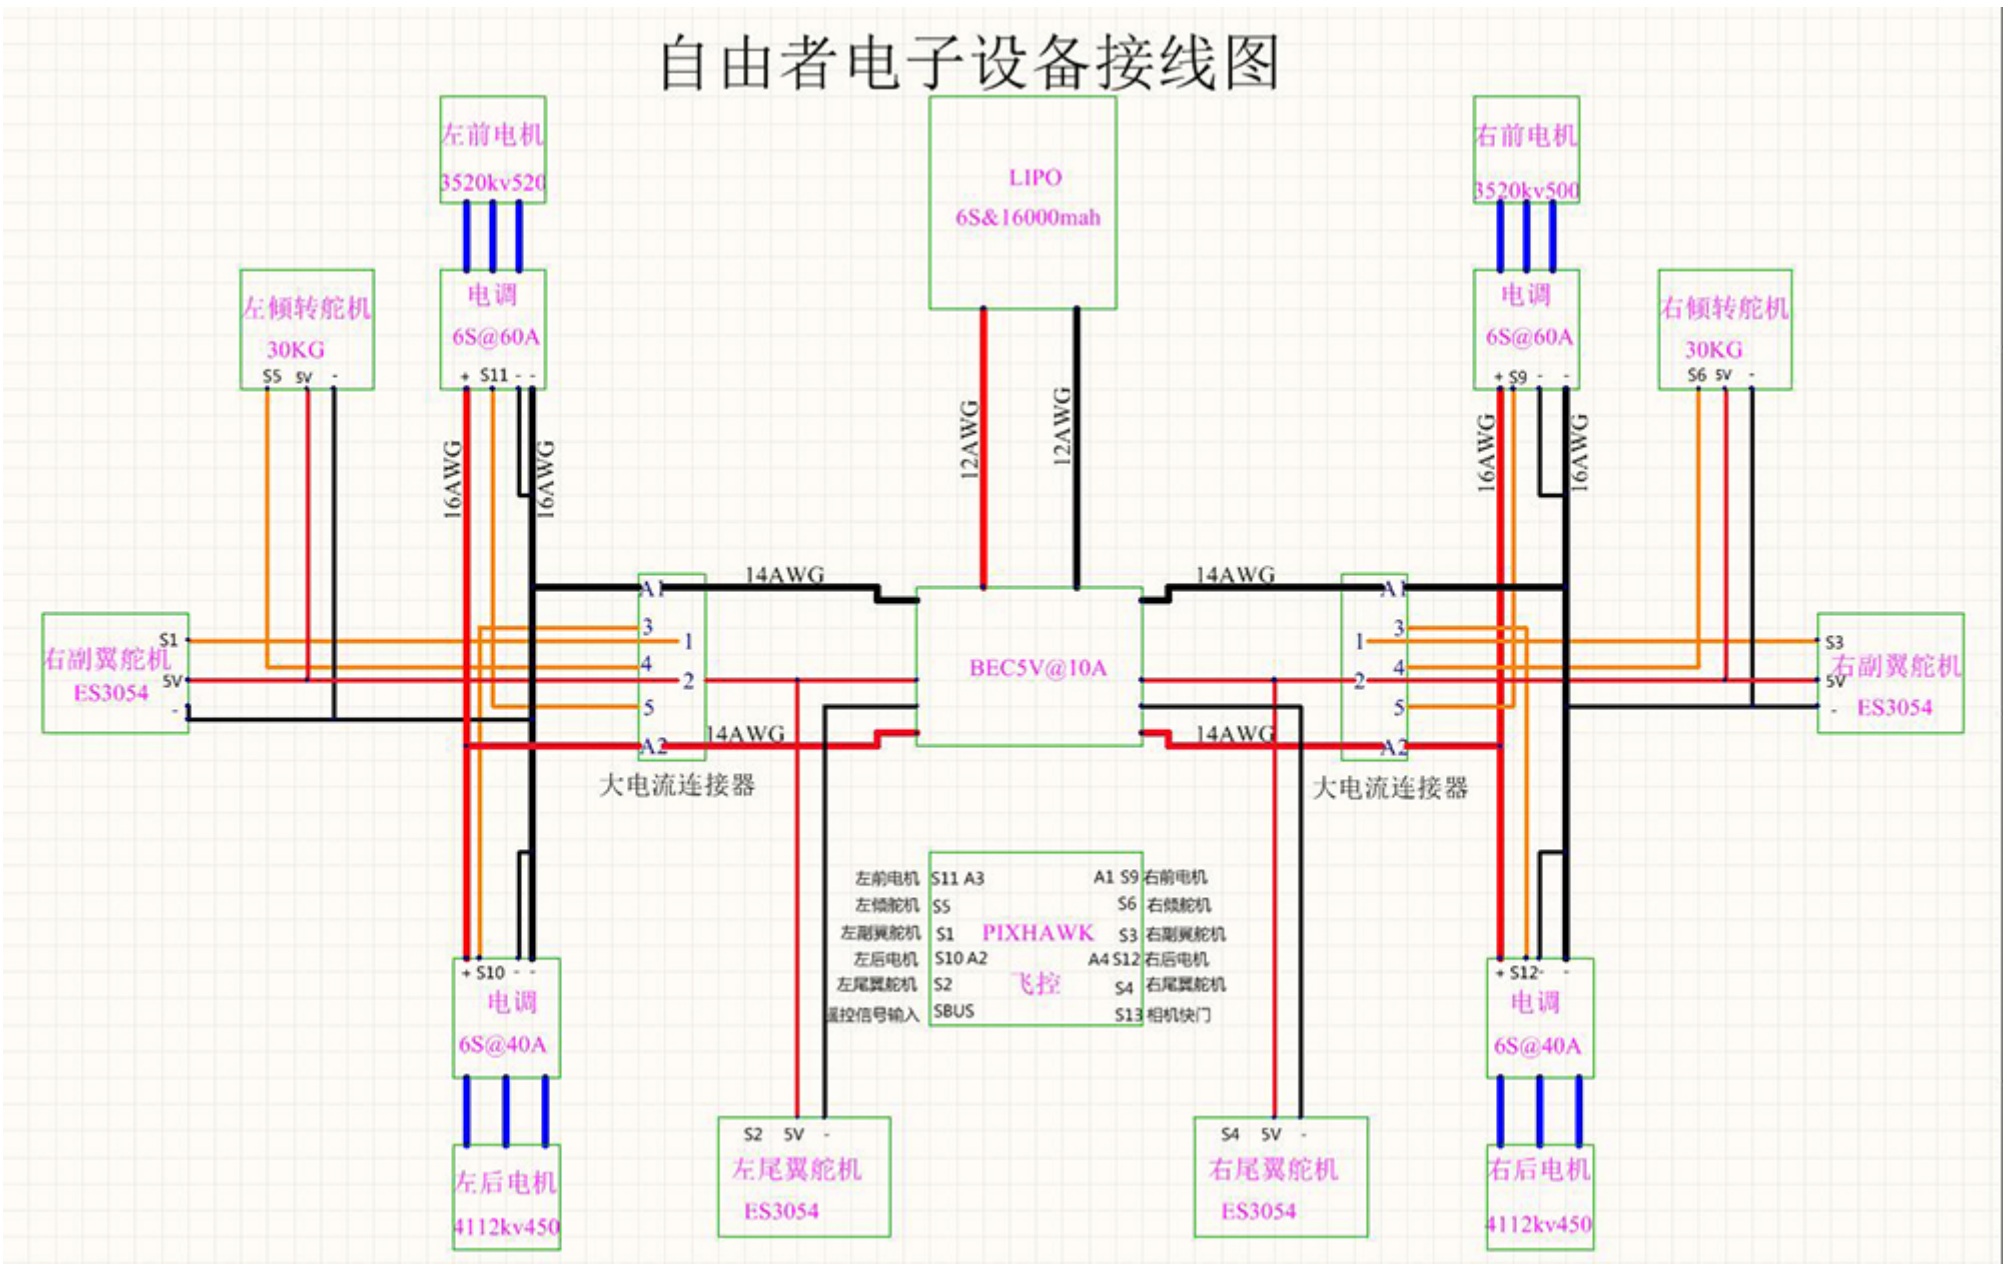 自由者电子设备接线图
左前电机
3520kv520
LIPO
6S&16000mah
右前电机
3520kv500
左倾转舵机
30KG
S5 5V -
电调
6S@60A
+ S11 - -
电调
6S@60A
+ S9 - -
右倾转舵机
30KG
S6 5V -
16AWG
16AWG
12AWG
12AWG
16AWG
16AWG
14AWG
14AWG
A1
3
1
4
2
5
A2
A1
3
1
4
2
5
A2
S1
右副翼舵机
5V
ES3054
-
BEC5V@10A
S3
右副翼舵机
5V
- ES3054
14AWG
14AWG
大电流连接器
大电流连接器
左前电机 S11 A3
A1 S9 右前电机
左倾舵机 S5
S6 右倾舵机
左副翼舵机 S1
PIXHAWK
S3 右副翼舵机
左后电机 S10 A2
A4 S12 右后电机
左尾翼舵机 S2
飞控
S4 右尾翼舵机
遥控信号输入 SBUS
S13 相机快门
+ S10 - -
电调
6S@40A
+ S12 - -
电调
6S@40A
S2 5V -
左尾翼舵机
ES3054
S4 5V -
右尾翼舵机
ES3054
左后电机
4112kv450
右后电机
4112kv450